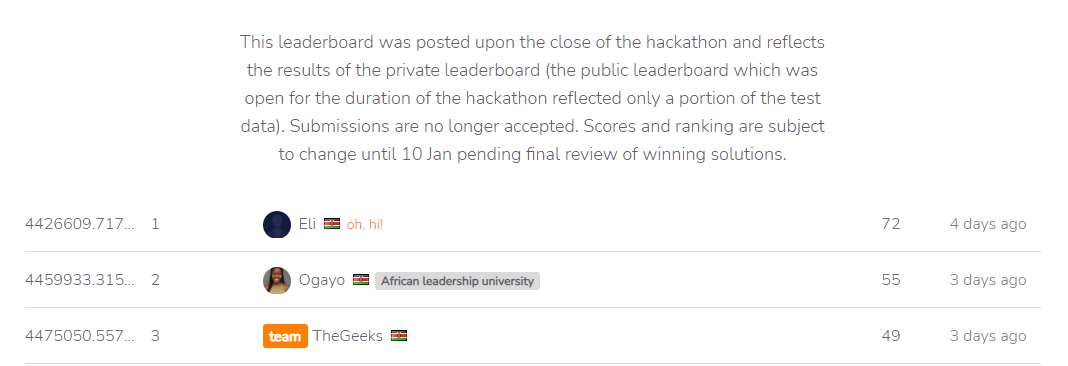 This leaderboard was posted upon the close of the hackathon and reflects
the results of the private leaderboard (the public leaderboard which was
open for the duration of the hackathon reflected only a portion of the test
data). Submissions are no longer accepted. Scores and ranking are subject
to change until 10 Jan pending final review of winning solutions.
4426609.717... 1 Eli oh, hi! 72 4 days ago
4459933.315... 2 Ogayo African leadership university 55 3 days ago
4475050.557... 3 team TheGeeks 49 3 days ago